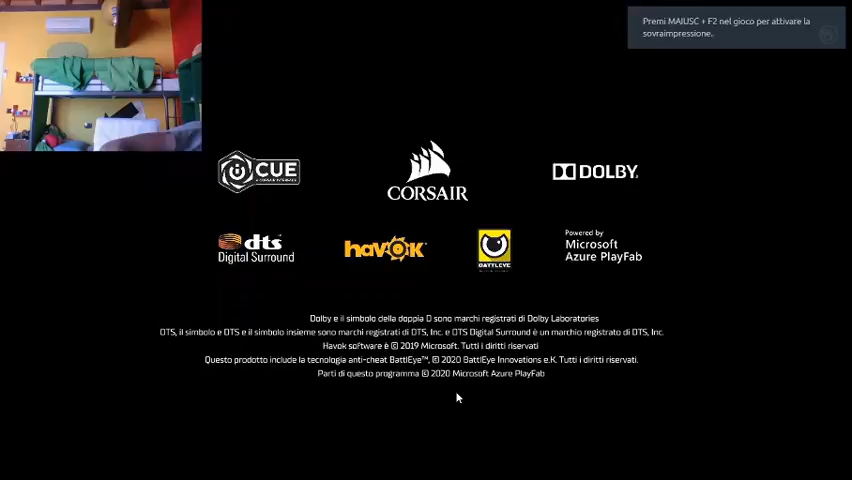 Premi MAIUSC + F2 nel gioco per attivare la
sovraimpressione.
CUE
CORSAIR
DOLBY.
dts
Digital Surround
havok
BATTLEYE
Powered by
Microsoft
Azure PlayFab
Dolby e il simbolo della doppia D sono marchi registrati di Dolby Laboratories
DTS, il simbolo e DTS e il simbolo insieme sono marchi registrati di DTS, Inc. e DTS Digital Surround è un marchio registrato di DTS, Inc.
Havok software è © 2019 Microsoft. Tutti i diritti riservati
Questo prodotto include la tecnologia anti-cheat BattlEye™, © 2020 BattlEye Innovations e.K. Tutti i diritti riservati.
Parti di questo programma © 2020 Microsoft Azure PlayFab